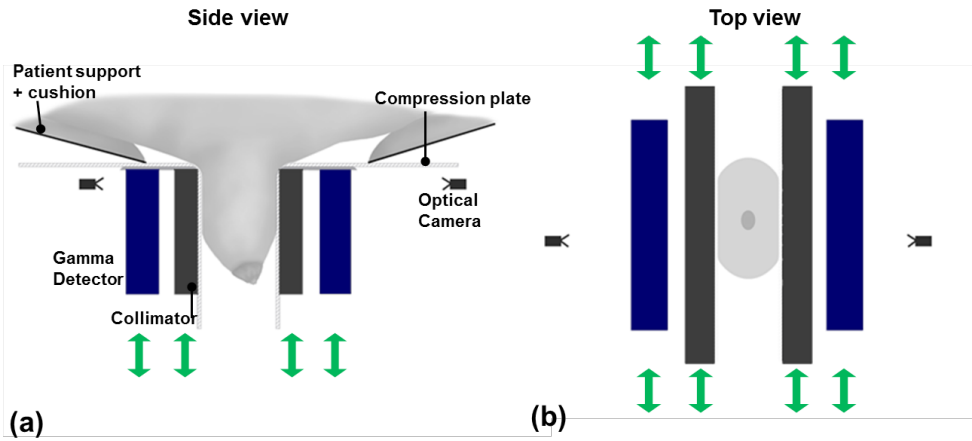 Side view
Top view
Patient support
+ cushion
Compression plate
Optical
Camera
Gamma
Detector
Collimator
(a)
(b)